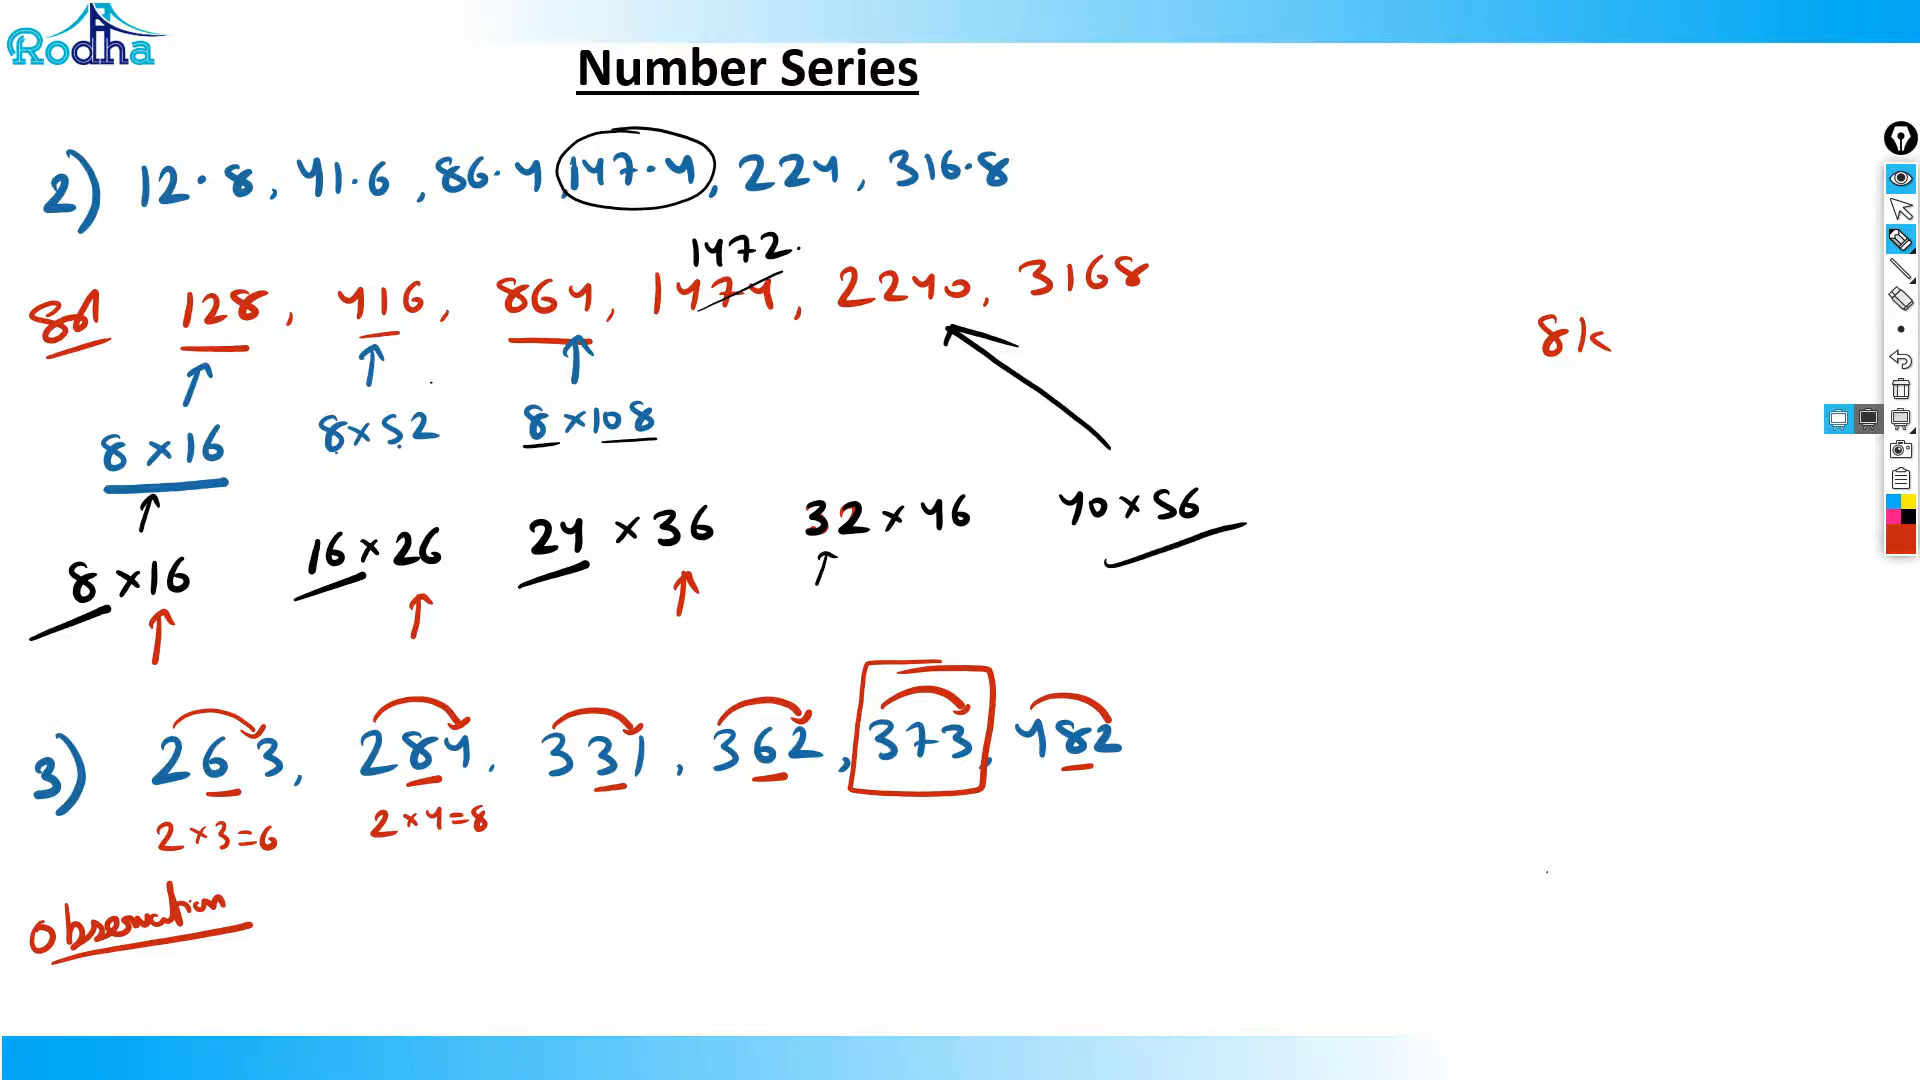 Rodha
Number Series
2) 12.8, 41.6, 86.4, 147.4, 224, 316.8
1472.
Sol 128, 416, 864, 1474, 2240, 3168
8k
8 × 16 8 × 52 8 × 108
8 × 16 16 × 26 24 × 36 32 × 46 40 × 56
3) 263, 284, 331, 362, 373, 482
2 × 3 = 6 2 × 4 = 8
Observation